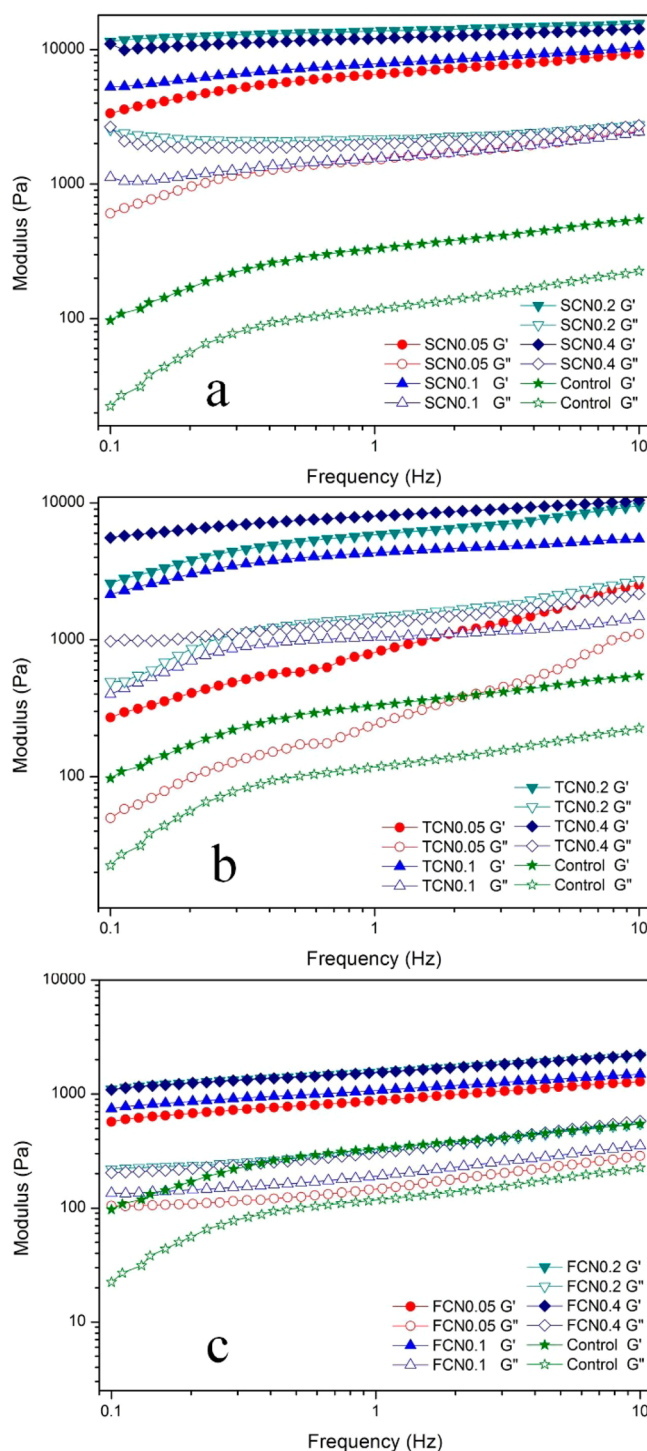 10000
1000
100
Modulus (Pa)
SCN0.2 G'
SCN0.2 G"
SCN0.05 G' SCN0.4 G'
SCN0.05 G" SCN0.4 G"
SCN0.1 G' Control G'
SCN0.1 G" Control G"
a
0.1 1 10
Frequency (Hz)
10000
1000
100
Modulus (Pa)
TCN0.2 G'
TCN0.2 G"
TCN0.05 G' TCN0.4 G'
TCN0.05 G" TCN0.4 G"
TCN0.1 G' Control G'
TCN0.1 G" Control G"
b
0.1 1 10
Frequency (Hz)
10000
1000
100
10
Modulus (Pa)
FCN0.2 G'
FCN0.2 G"
FCN0.05 G' FCN0.4 G'
FCN0.05 G" FCN0.4 G"
FCN0.1 G' Control G'
FCN0.1 G" Control G"
c
0.1 1 10
Frequency (Hz)